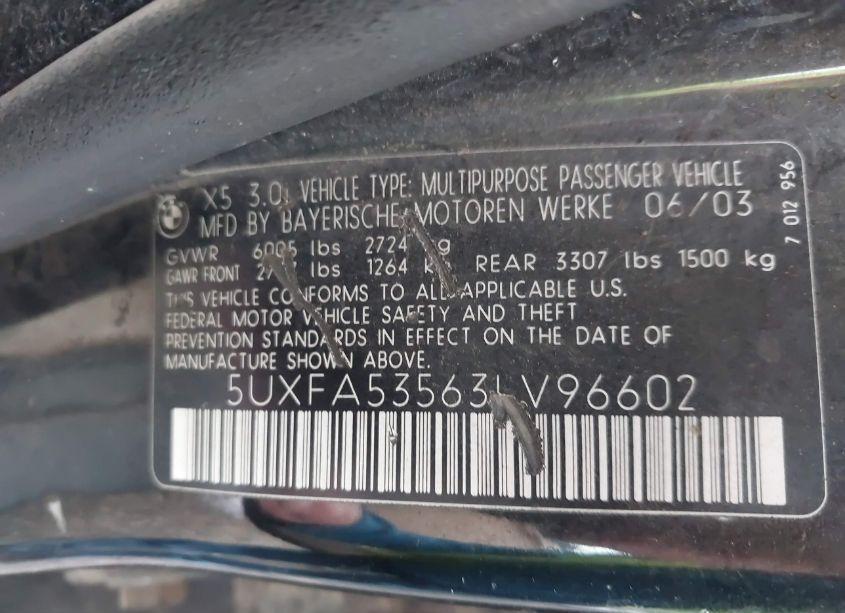 X5 3.0i VEHICLE TYPE: MULTIPURPOSE PASSENGER VEHICLE
MFD BY BAYERISCHE MOTOREN WERKE 06/03
GVWR 6005 lbs 2724 kg
GAWR FRONT lbs 1264 kg REAR 3307 lbs 1500 kg
THIS VEHICLE CONFORMS TO ALL APPLICABLE U.S.
FEDERAL MOTOR VEHICLE SAFETY AND THEFT
PREVENTION STANDARDS IN EFFECT ON THE DATE OF
MANUFACTURE SHOWN ABOVE.
5UXFA53563LV96602
7 012 956